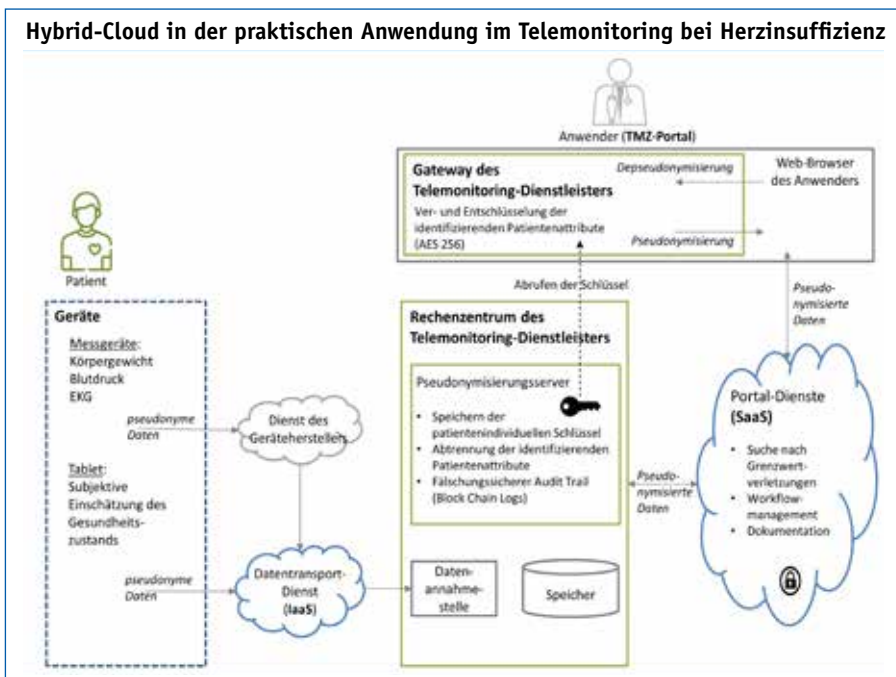 Hybrid-Cloud in der praktischen Anwendung im Telemonitoring bei Herzinsuffizienz
Anwender (TMZ-Portal)
Gateway des
Telemonitoring-Dienstleisters
Ver- und Entschlüsselung der
identifizierenden Patientenattribute
(AES 256)
Depseudonymisierung
Pseudonymisierung
Web-Browser
des Anwenders
Patient
Geräte
Messgeräte:
Körpergewicht
Blutdruck
EKG
pseudonyme
Daten
Tablet:
Subjektive
Einschätzung des
Gesundheits-
zustands
pseudonyme
Daten
Dienst des
Geräteherstellers
Datentransport-
Dienst
(IaaS)
Abrufen der Schlüssel
Rechenzentrum des
Telemonitoring-Dienstleisters
Pseudonymisierungsserver
• Speichern der
patientenindividuellen Schlüssel
• Abtrennung der identifizierenden
Patientenattribute
• Fälschungssicherer Audit Trail
(Block Chain Logs)
Daten-
annahme-
stelle
Speicher
Pseudo-
nymisierte
Daten
Pseudo-
nymisierte
Daten
Portal-Dienste
(SaaS)
• Suche nach
Grenzwert-
verletzungen
• Workflow-
management
• Dokumentation